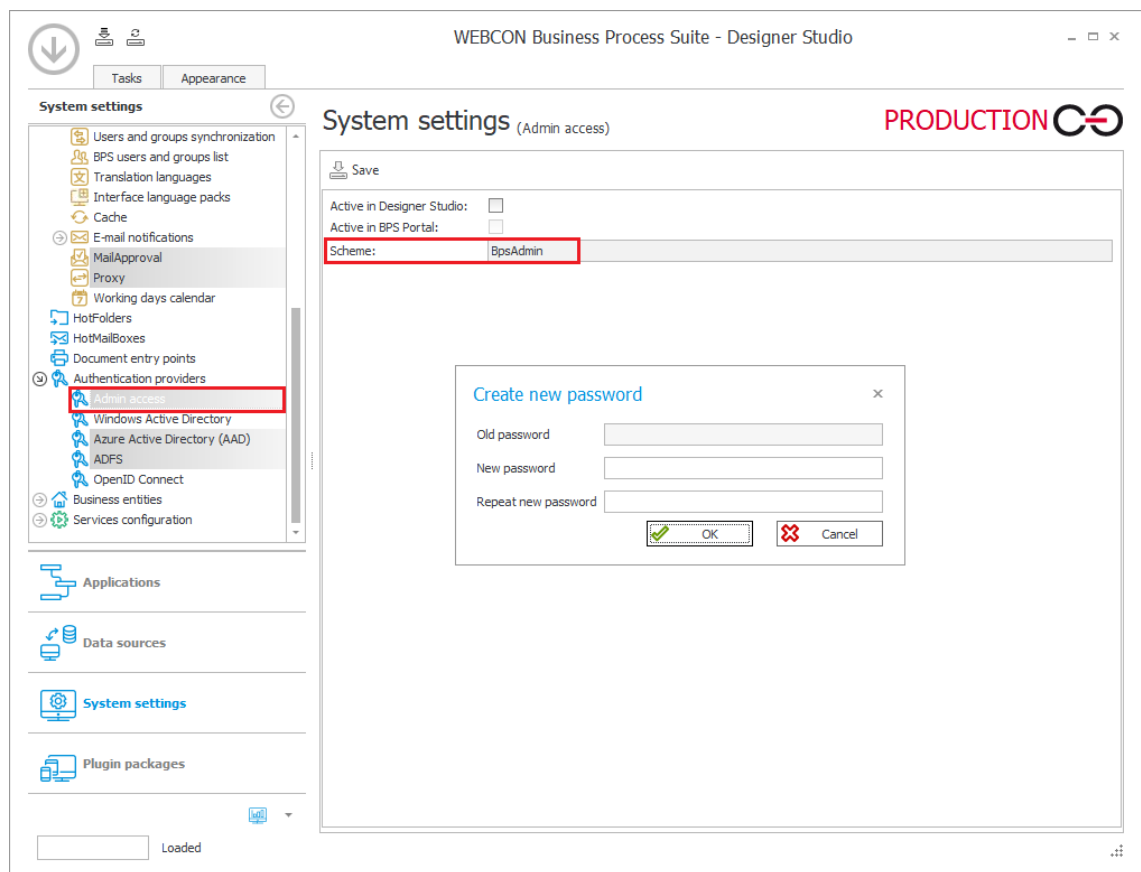 WEBCON Business Process Suite - Designer Studio
Tasks Appearance
System settings
Users and groups synchronization
BPS users and groups list
Translation languages
Interface language packs
Cache
E-mail notifications
MailApproval
Proxy
Working days calendar
HotFolders
HotMailBoxes
Document entry points
Authentication providers
Admin access
Windows Active Directory
Azure Active Directory (AAD)
ADFS
OpenID Connect
Business entities
Services configuration
Applications
Data sources
System settings
Plugin packages
Loaded
System settings (Admin access)
PRODUCTION
Save
Active in Designer Studio:
Active in BPS Portal:
Scheme: BpsAdmin
Create new password
Old password
New password
Repeat new password
OK Cancel